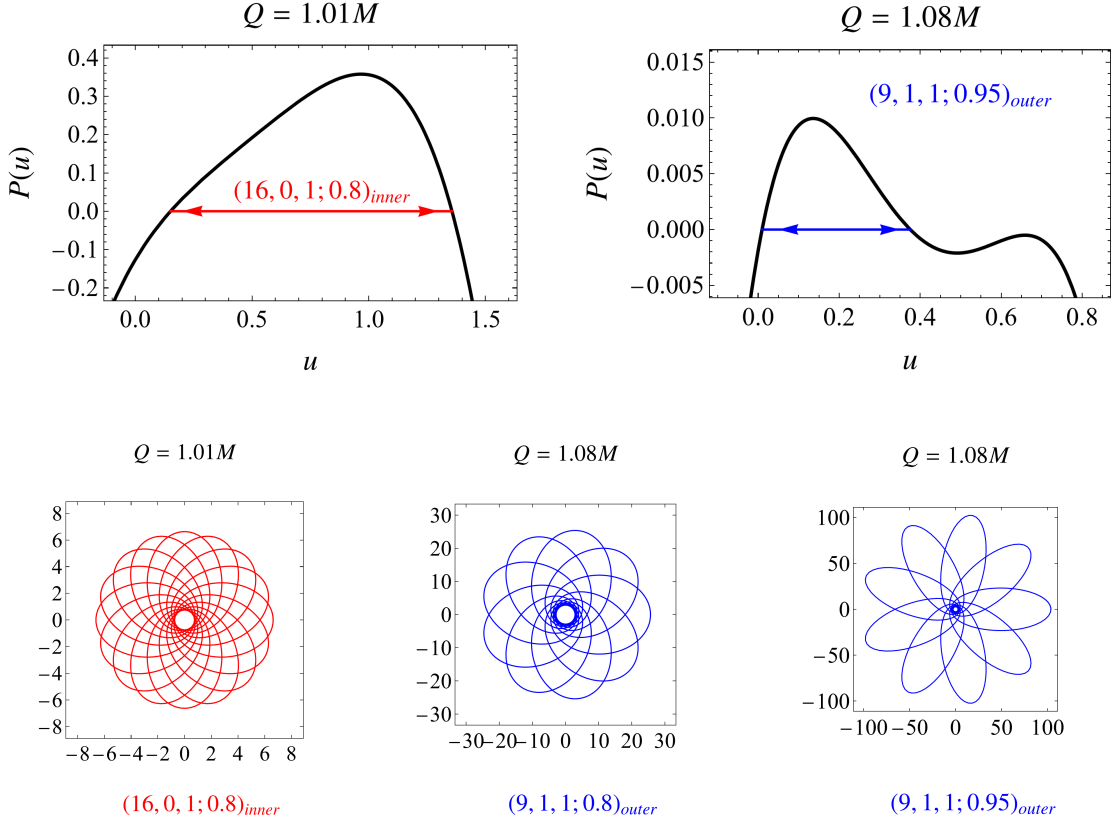 Q = 1.01M
Q = 1.08M
P(u)
0.4
0.3
0.2
0.1
0.0
−0.1
−0.2
(16, 0, 1; 0.8)inner
0.0 0.5 1.0 1.5
u
P(u)
0.015
0.010
0.005
0.000
−0.005
(9, 1, 1; 0.95)outer
0.0 0.2 0.4 0.6 0.8
u
Q = 1.01M
Q = 1.08M
Q = 1.08M
8
6
4
2
0
−2
−4
−6
−8
−8 −6 −4 −2 0 2 4 6 8
30
20
10
0
−10
−20
−30
−30 −20 −10 0 10 20 30
100
50
0
−50
−100
−100 −50 0 50 100
(16, 0, 1; 0.8)inner
(9, 1, 1; 0.8)outer
(9, 1, 1; 0.95)outer